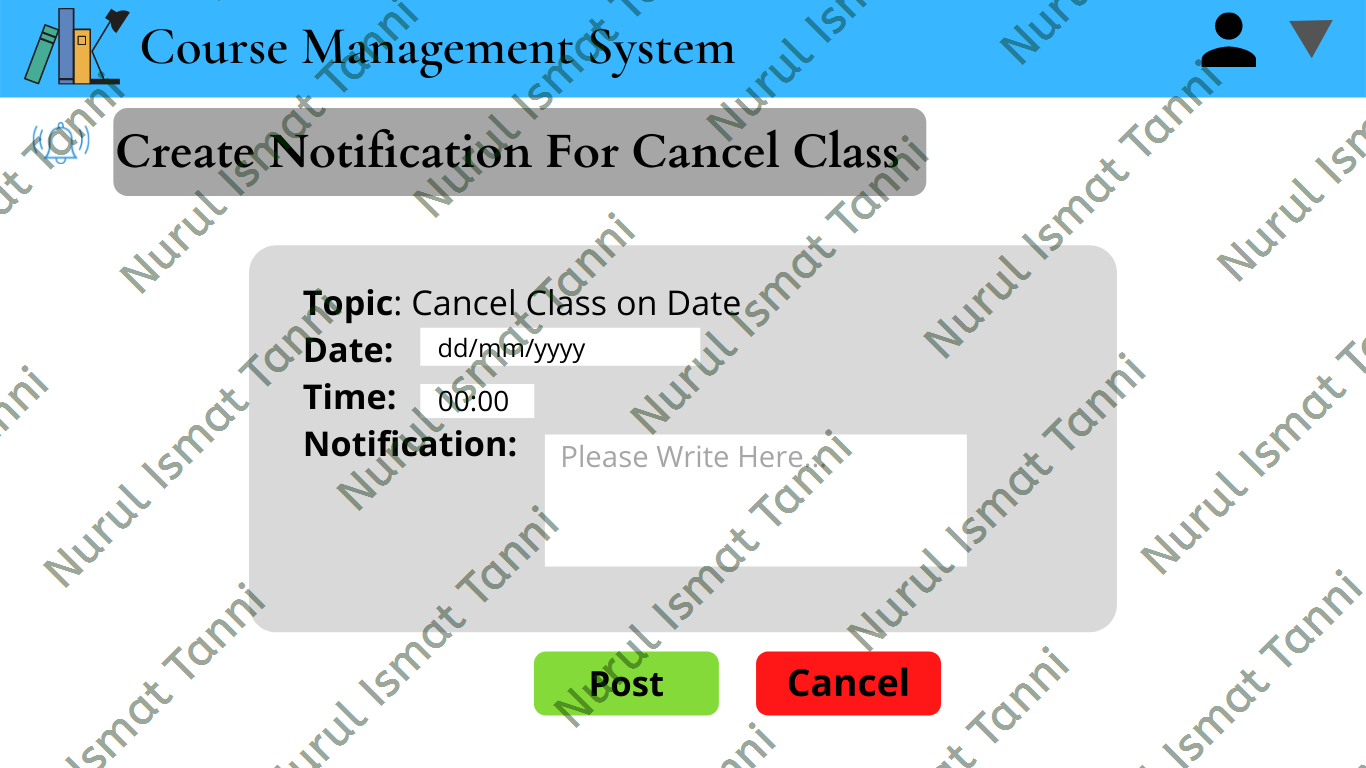 Course Management System
Create Notification For Cancel Class
Topic: Cancel Class on Date
Date: dd/mm/yyyy
Time: 00:00
Notification: Please Write Here...
Post Cancel
Nurul Ismat Tanni